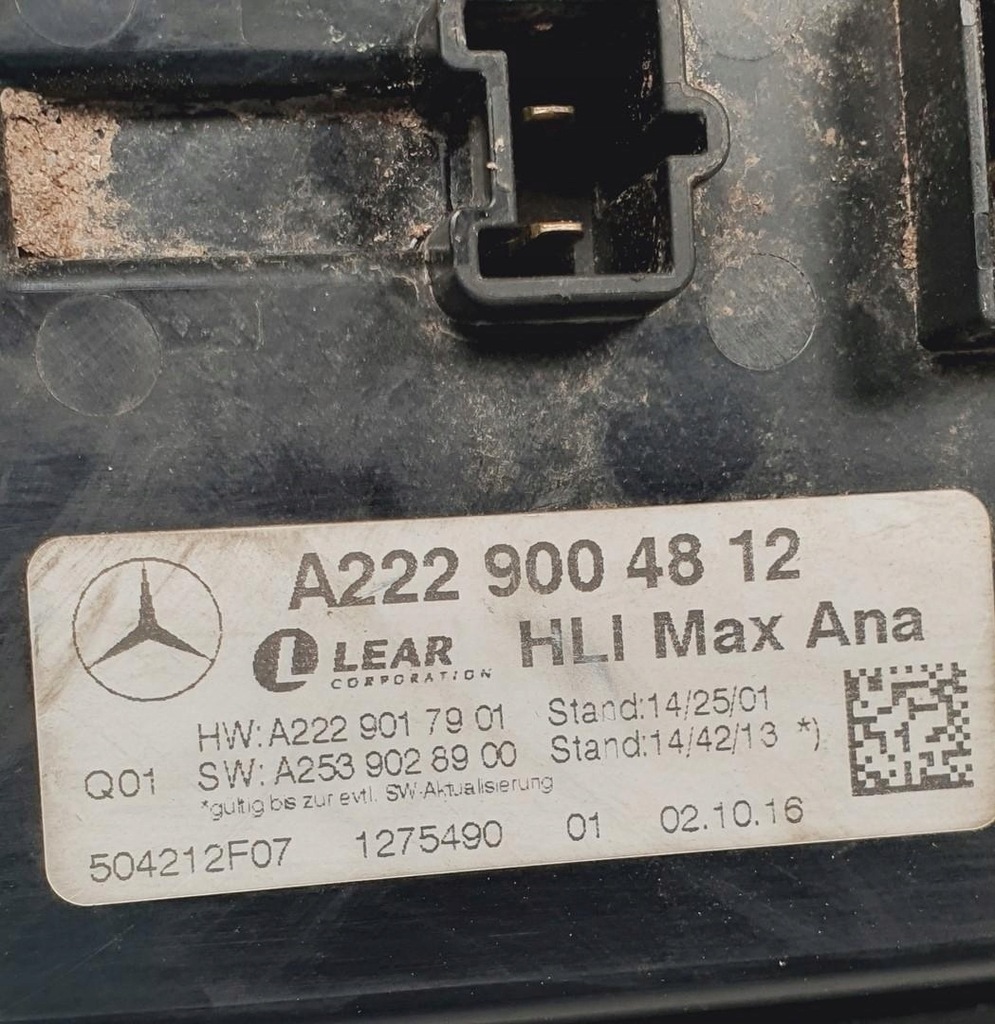 A222 900 48 12
LEAR
CORPORATION
HLI Max Ana
HW: A222 901 79 01 Stand:14/25/01
Q01 SW: A253 902 89 00 Stand:14/42/13 *)
*gültig bis zur evtl. SW-Aktualisierung
504212F07 1275490 01 02.10.16